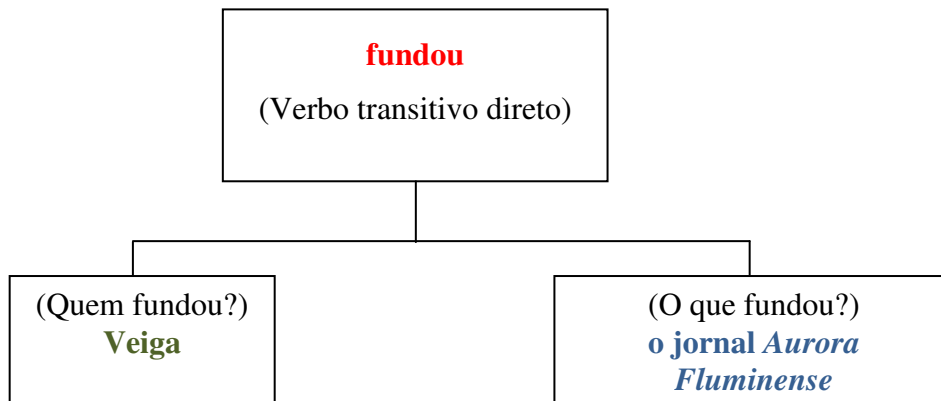 fundou
(Verbo transitivo direto)
(Quem fundou?)
Veiga
(O que fundou?)
o jornal Aurora
Fluminense